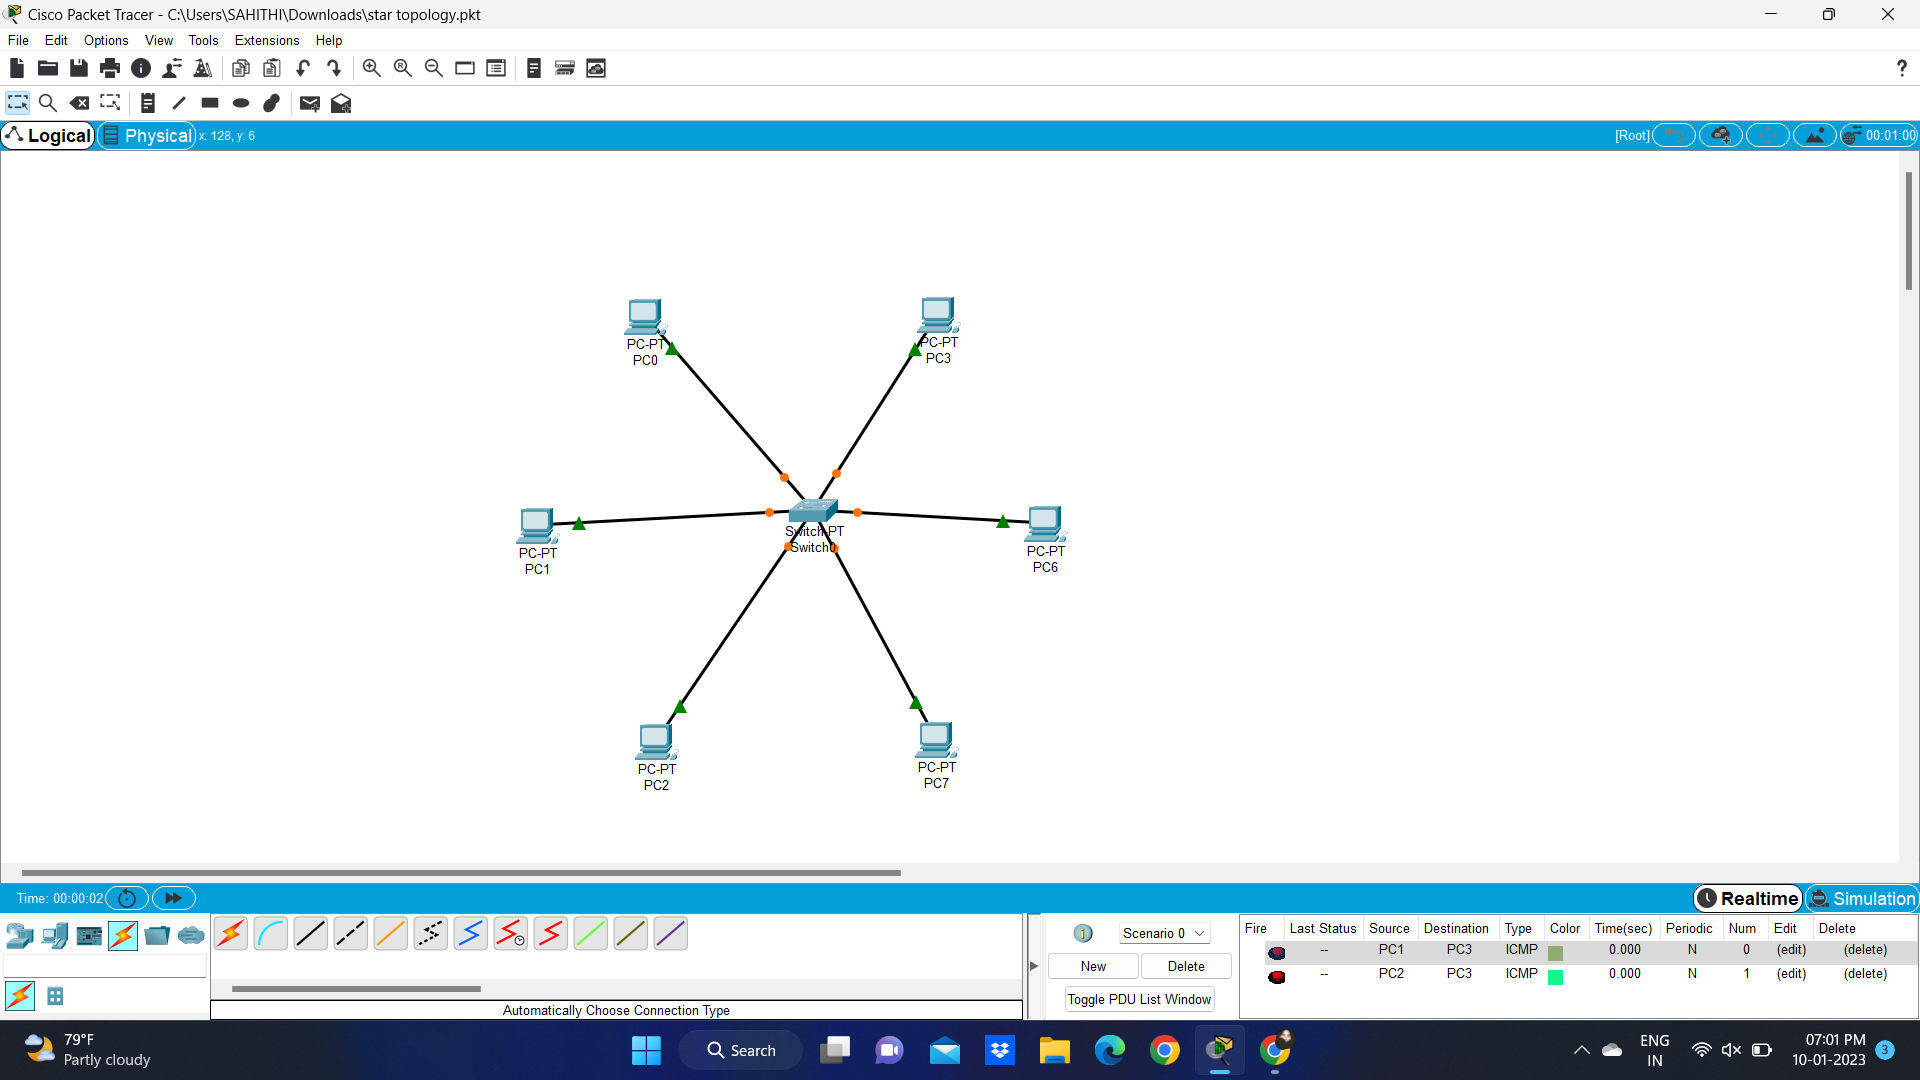 Cisco Packet Tracer - C:\Users\SAHITHI\Downloads\star topology.pkt
File Edit Options View Tools Extensions Help
?
Logical Physical x: 128, y: 6 [Root] 00:01:00
PC-PT
PC0
PC-PT
PC3
PC-PT
PC1
Switch-PT
Switch0
PC-PT
PC6
PC-PT
PC2
PC-PT
PC7
Time: 00:00:02 Realtime Simulation
Scenario 0
New Delete
Toggle PDU List Window
Fire Last Status Source Destination Type Color Time(sec) Periodic Num Edit Delete
-- PC1 PC3 ICMP 0.000 N 0 (edit) (delete)
-- PC2 PC3 ICMP 0.000 N 1 (edit) (delete)
Automatically Choose Connection Type
79°F
Partly cloudy
Search
ENG
IN
07:01 PM
10-01-2023
3